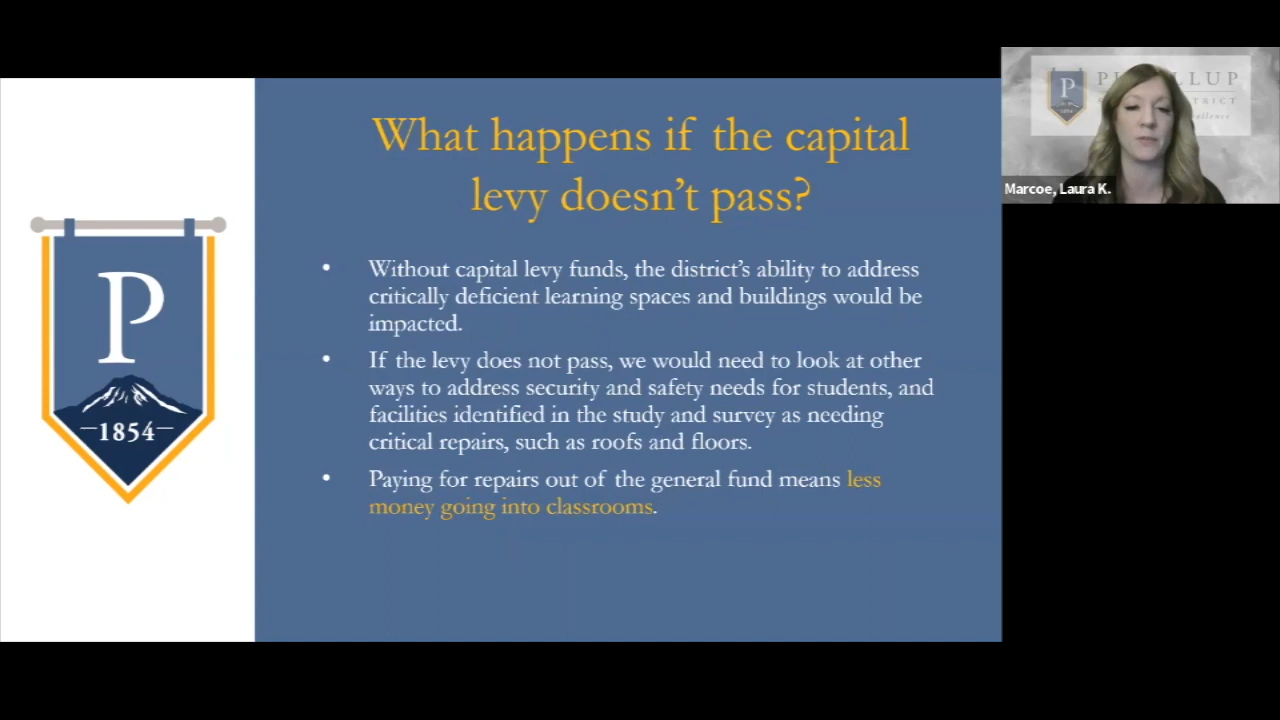 What happens if the capital
levy doesn't pass?
• Without capital levy funds, the district's ability to address
critically deficient learning spaces and buildings would be
impacted.
• If the levy does not pass, we would need to look at other
ways to address security and safety needs for students, and
facilities identified in the study and survey as needing
critical repairs, such as roofs and floors.
• Paying for repairs out of the general fund means less
money going into classrooms.
P
1854
P
LLUP
TRICT
Marcoe, Laura K.